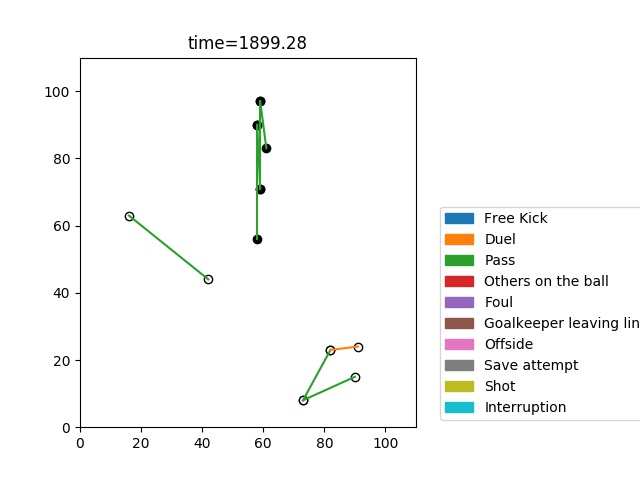 time=1899.28
100
80
60
40
20
0
0 20 40 60 80 100
Free Kick
Duel
Pass
Others on the ball
Foul
Goalkeeper leaving lin
Offside
Save attempt
Shot
Interruption